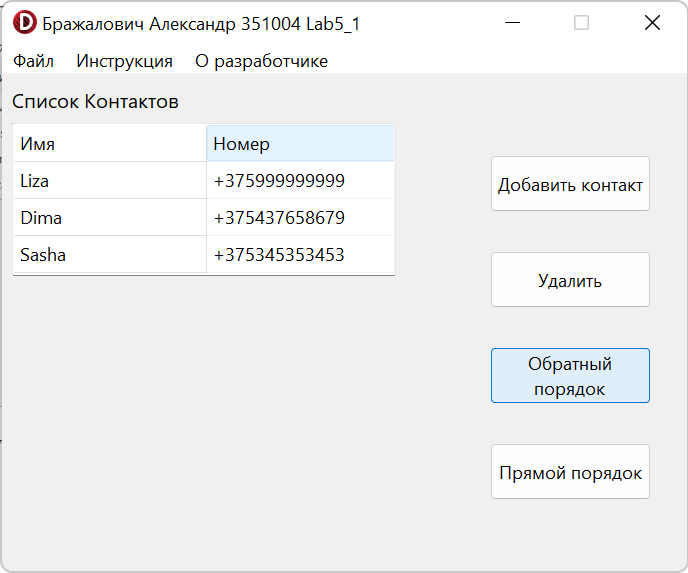 Бражалович Александр 351004 Lab5_1
Файл Инструкция О разработчике
Список Контактов
Имя Номер
Liza +375999999999
Dima +375437658679
Sasha +375345353453
Добавить контакт
Удалить
Обратный
порядок
Прямой порядок